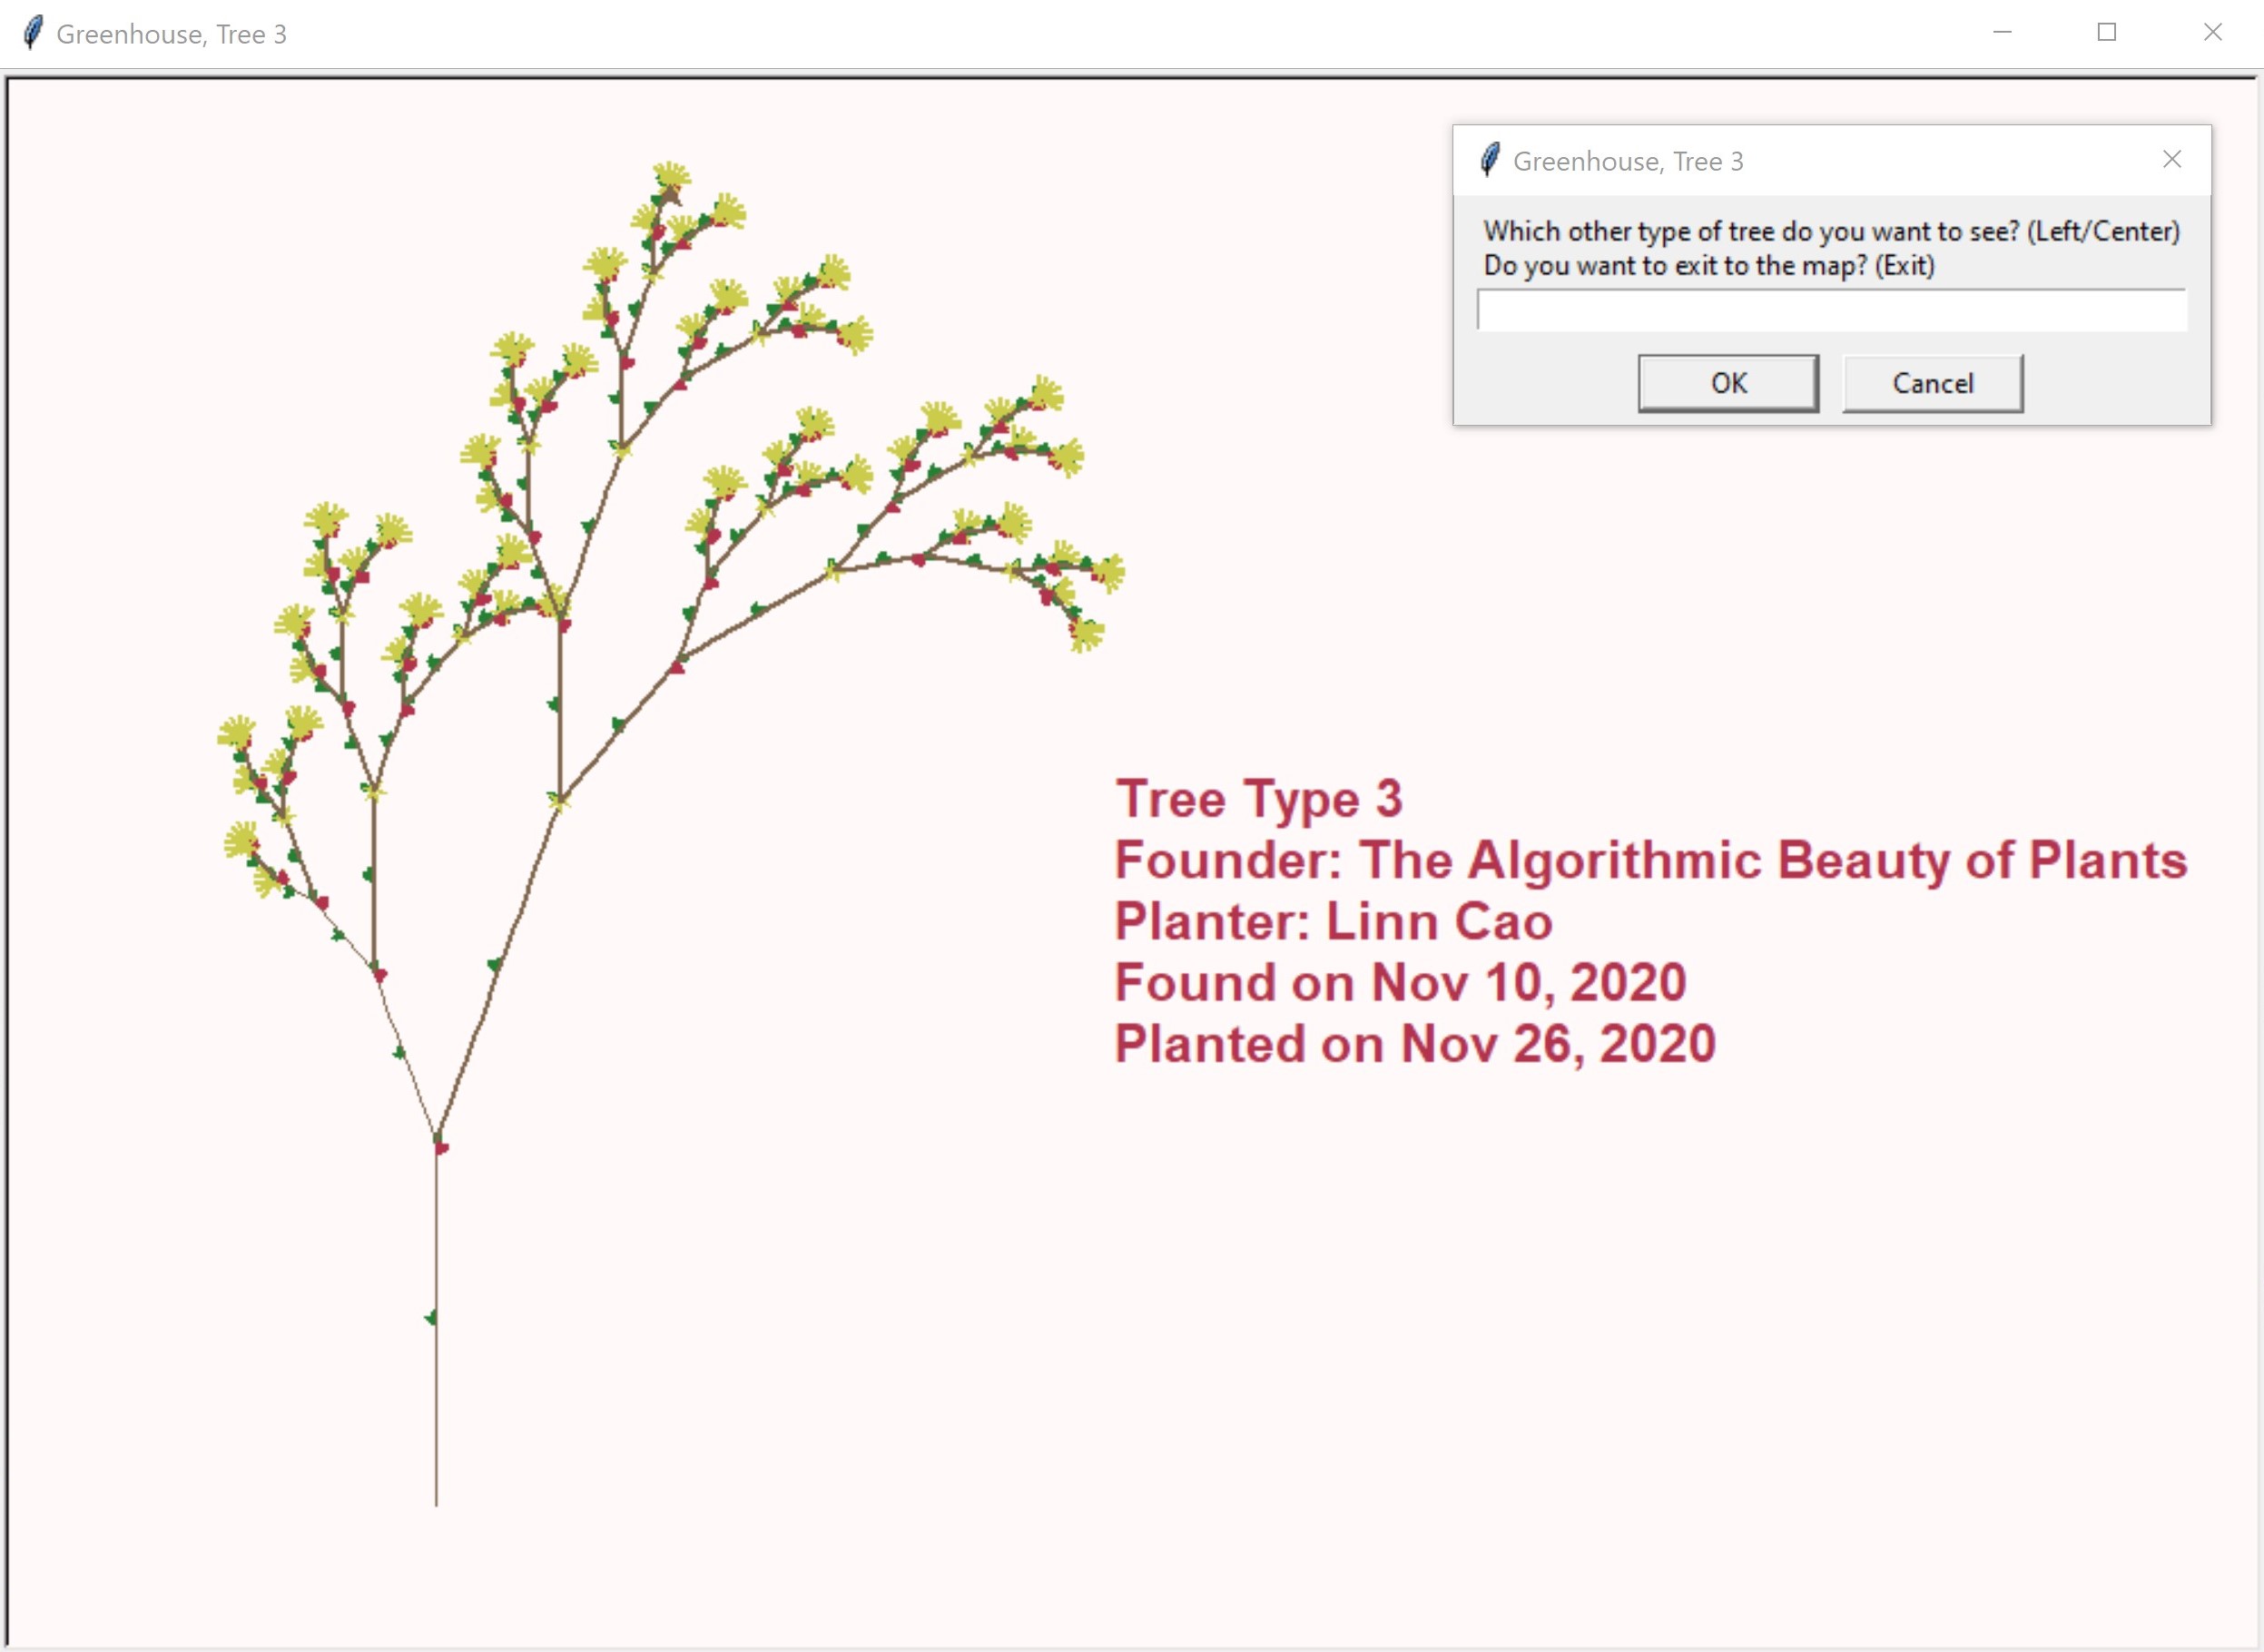 Greenhouse, Tree 3
Greenhouse, Tree 3
Which other type of tree do you want to see? (Left/Center)
Do you want to exit to the map? (Exit)
OK
Cancel
Tree Type 3
Founder: The Algorithmic Beauty of Plants
Planter: Linn Cao
Found on Nov 10, 2020
Planted on Nov 26, 2020